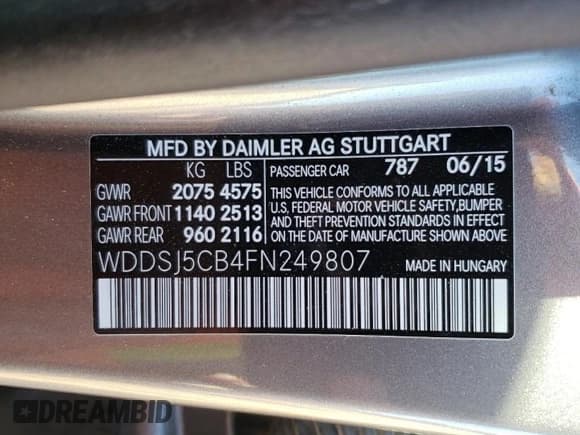 MFD BY DAIMLER AG STUTTGART
KG LBS PASSENGER CAR 787 06/15
GVWR 2075 4575 THIS VEHICLE CONFORMS TO ALL APPLICABLE
GAWR FRONT 1140 2513 U.S. FEDERAL MOTOR VEHICLE SAFETY,BUMPER
AND THEFT PREVENTION STANDARDS IN EFFECT
GAWR REAR 960 2116 ON THE DATE OF MANUFACTURE SHOWN ABOVE
WDDSJ5CB4FN249807 MADE IN HUNGARY
DREAMBID